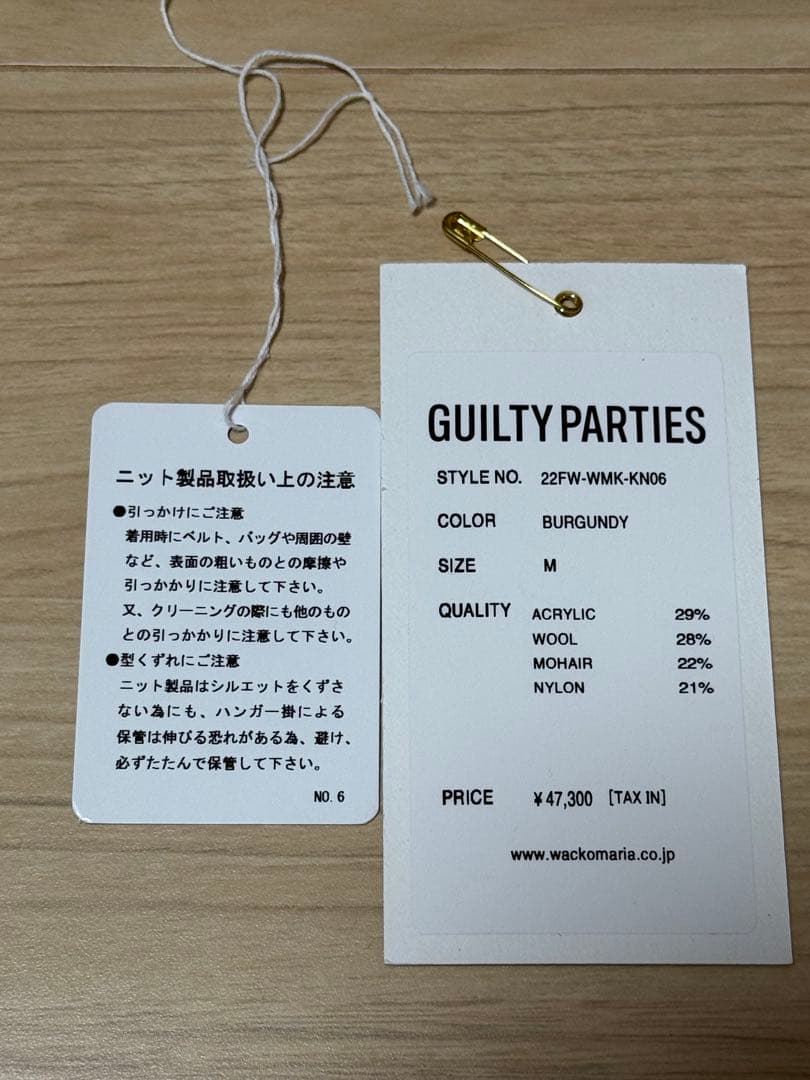 ニット製品取扱い上の注意
●引っかけにご注意
着用時にベルト、バッグや周囲の壁
など、表面の粗いものとの摩擦や
引っかかりに注意して下さい。
又、クリーニングの際にも他のもの
との引っかかりに注意して下さい。
●型くずれにご注意
ニット製品はシルエットをくずさ
ない為にも、ハンガー掛による
保管は伸びる恐れがある為、避け、
必ずたたんで保管して下さい。
NO. 6
GUILTY PARTIES
STYLE NO. 22FW-WMK-KN06
COLOR BURGUNDY
SIZE M
QUALITY ACRYLIC 29%
WOOL 28%
MOHAIR 22%
NYLON 21%
PRICE ¥47,300 [TAX IN]
www.wackomaria.co.jp